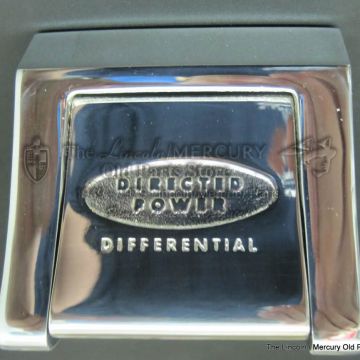 The Lincoln MERCURY
Old Parts Store
DIRECTED
POWER
DIFFERENTIAL
The Lincoln Mercury Old P